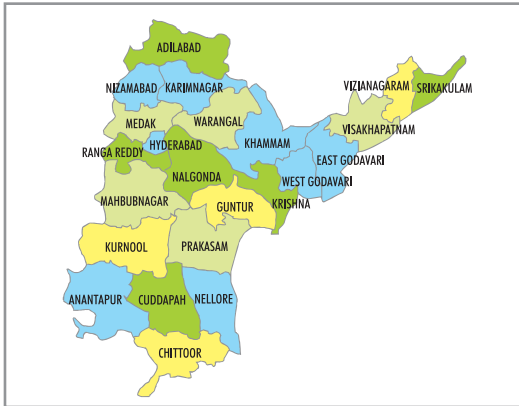 ADILABAD
NIZAMABAD
KARIMNAGAR
VIZIANAGARAM
SRIKAKULAM
MEDAK
WARANGAL
VISAKHAPATNAM
HYDERABAD
KHAMMAM
RANGA REDDY
EAST GODAVARI
NALGONDA
WEST GODAVARI
MAHBUBNAGAR
GUNTUR
KRISHNA
KURNOOL
PRAKASAM
ANANTAPUR
CUDDAPAH
NELLORE
CHITTOOR